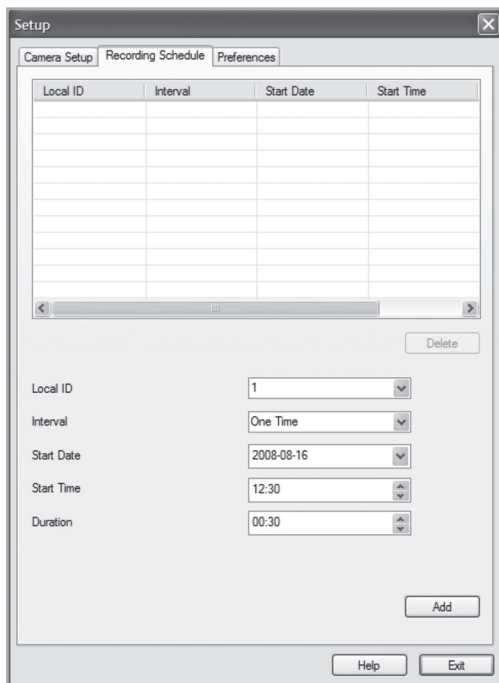 Setup
Camera Setup Recording Schedule Preferences
Local ID Interval Start Date Start Time
Delete
Local ID 1
Interval One Time
Start Date 2008-08-16
Start Time 12:30
Duration 00:30
Add
Help Exit